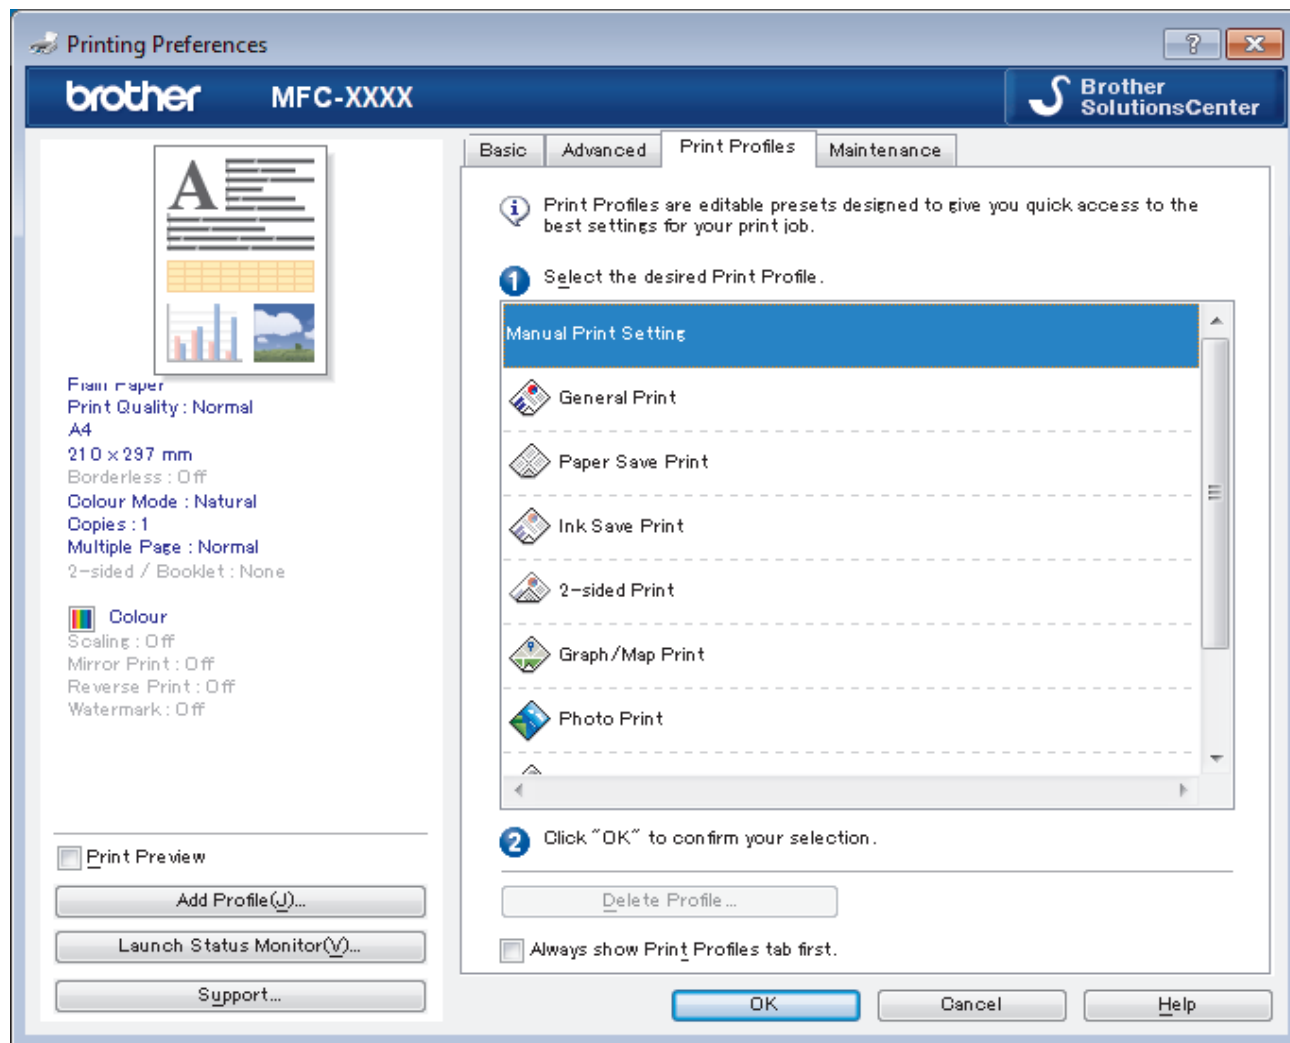 Printing Preferences
brother MFC-XXXX
Brother
SolutionsCenter
Basic Advanced Print Profiles Maintenance
A
Plain Paper
Print Quality : Normal
A4
210 x 297 mm
Borderless : Off
Colour Mode : Natural
Copies : 1
Multiple Page : Normal
2-sided / Booklet : None
Colour
Scaling : Off
Mirror Print : Off
Reverse Print : Off
Watermark : Off
Print Preview
Add Profile(J)...
Launch Status Monitor(V)...
Support...
Print Profiles are editable presets designed to give you quick access to the
best settings for your print job.
1 Select the desired Print Profile.
Manual Print Setting
General Print
Paper Save Print
Ink Save Print
2-sided Print
Graph/Map Print
Photo Print
2 Click "OK" to confirm your selection.
Delete Profile...
Always show Print Profiles tab first.
OK Cancel Help